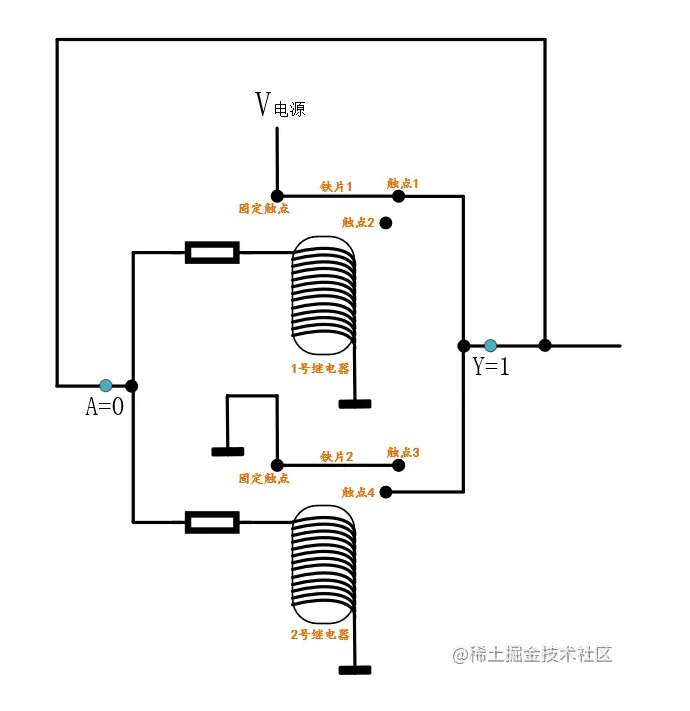 V电源
铁片1
触点1
固定触点
触点2
1号继电器
Y=1
A=0
铁片2
触点3
固定触点
触点4
2号继电器
@稀土掘金技术社区